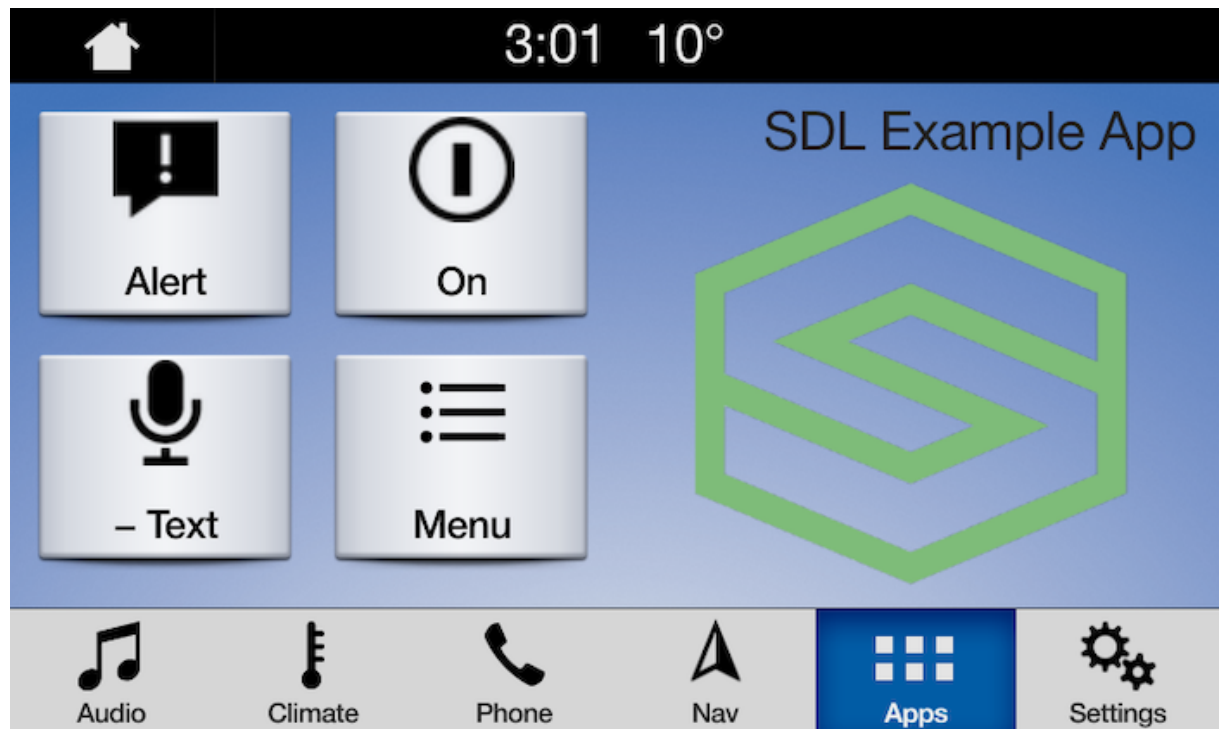 3:01 10°
SDL Example App
Alert
On
– Text
Menu
Audio
Climate
Phone
Nav
Apps
Settings